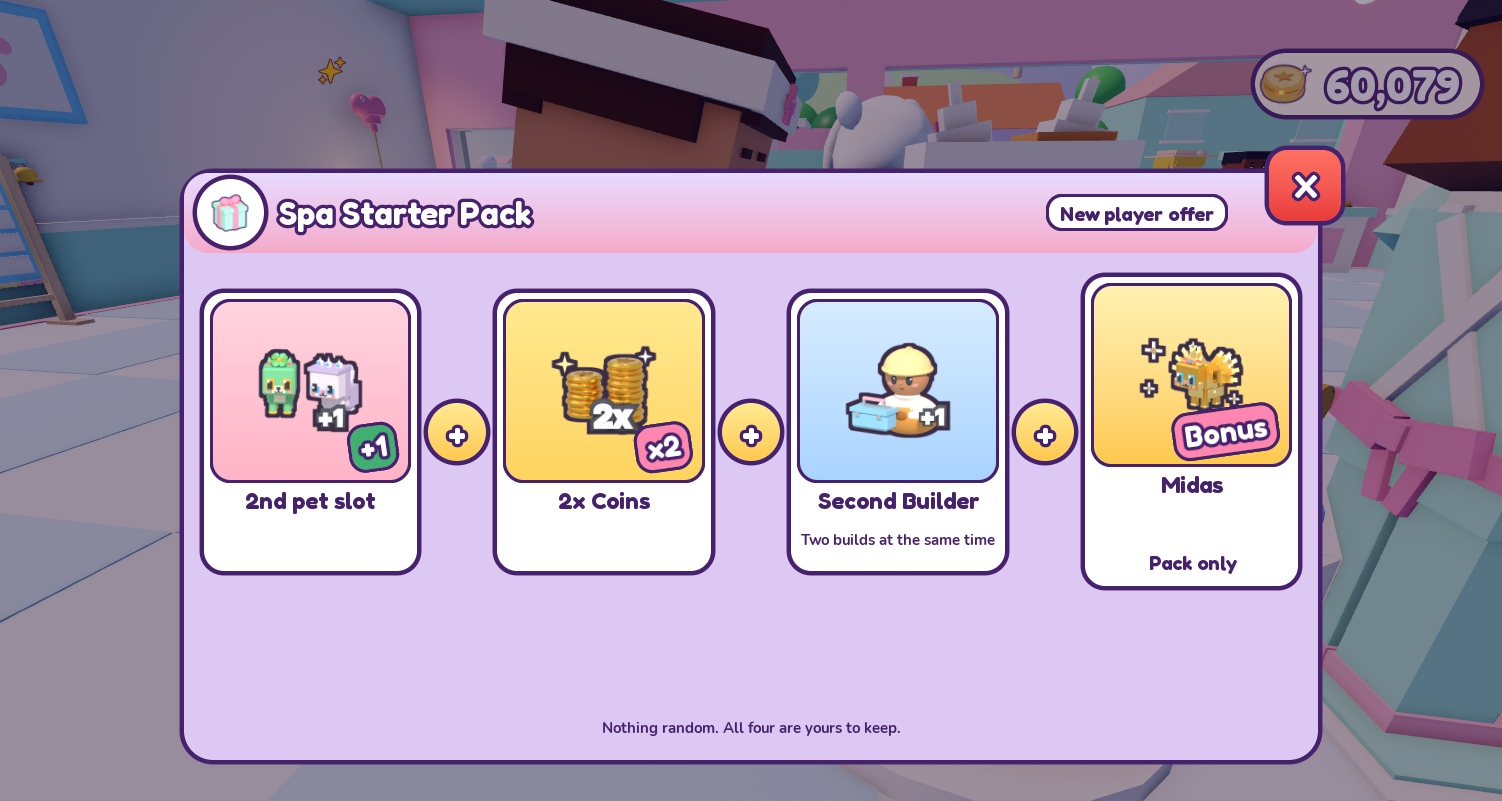 60,079
Spa Starter Pack
New player offer
+1
+1
2nd pet slot
+
2x
x2
2x Coins
+
+1
Second Builder
Two builds at the same time
+
Bonus
Midas
Pack only
Nothing random. All four are yours to keep.